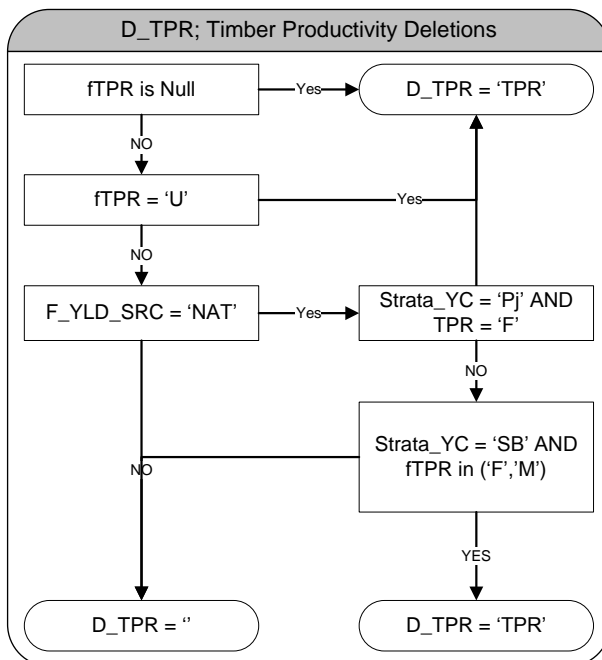 D_TPR; Timber Productivity Deletions
fTPR is Null
Yes
D_TPR = ‘TPR’
NO
fTPR = ‘U’
Yes
NO
F_YLD_SRC = ‘NAT’
Yes
Strata_YC = ‘Pj’ AND
TPR = ‘F’
NO
Strata_YC = ‘SB’ AND
fTPR in (‘F’,’M’)
NO
YES
D_TPR = ‘’
D_TPR = ‘TPR’